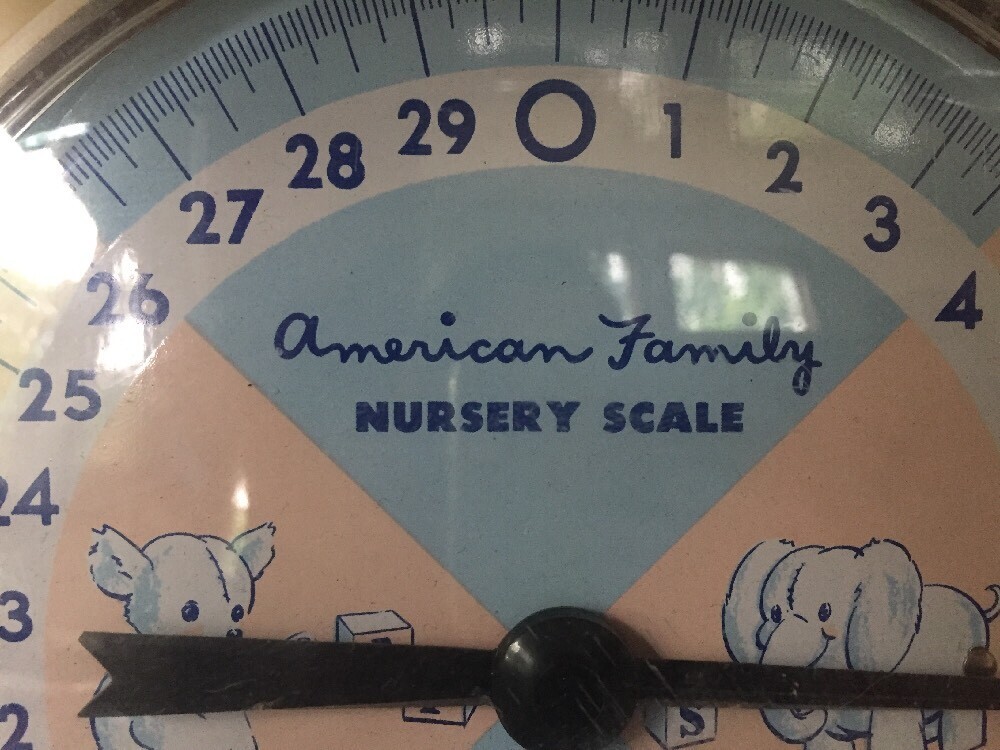 29 0 1
28 2
27 3
26 4
25
24
3
2
American Family
NURSERY SCALE
S